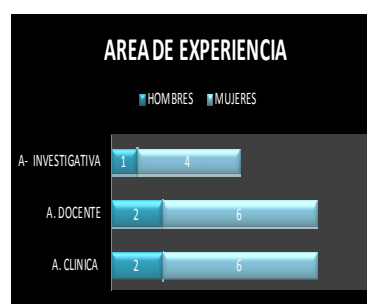 AREA DE EXPERIENCIA
HOMBRES MUJERES
A- INVESTIGATIVA 1 4
A. DOCENTE 2 6
A. CLINICA 2 6